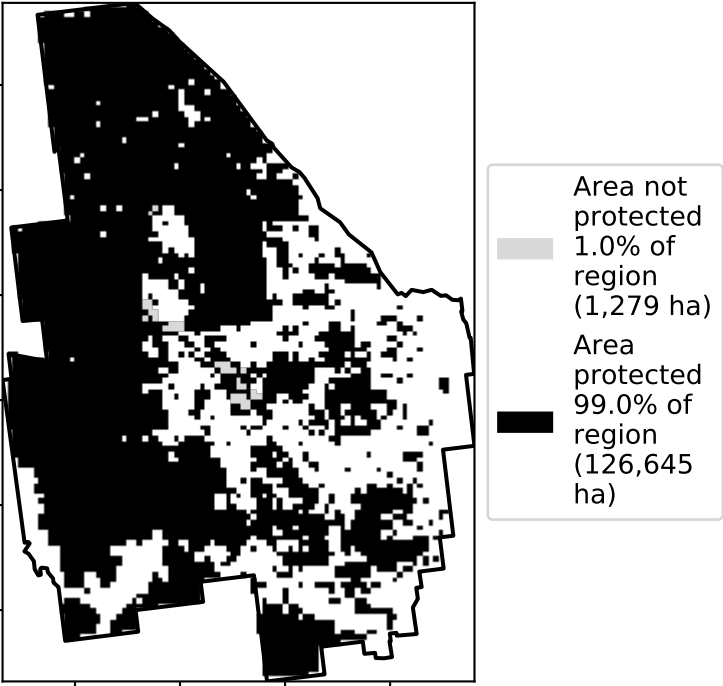 Area not
protected
1.0% of
region
(1,279 ha)
Area
protected
99.0% of
region
(126,645
ha)